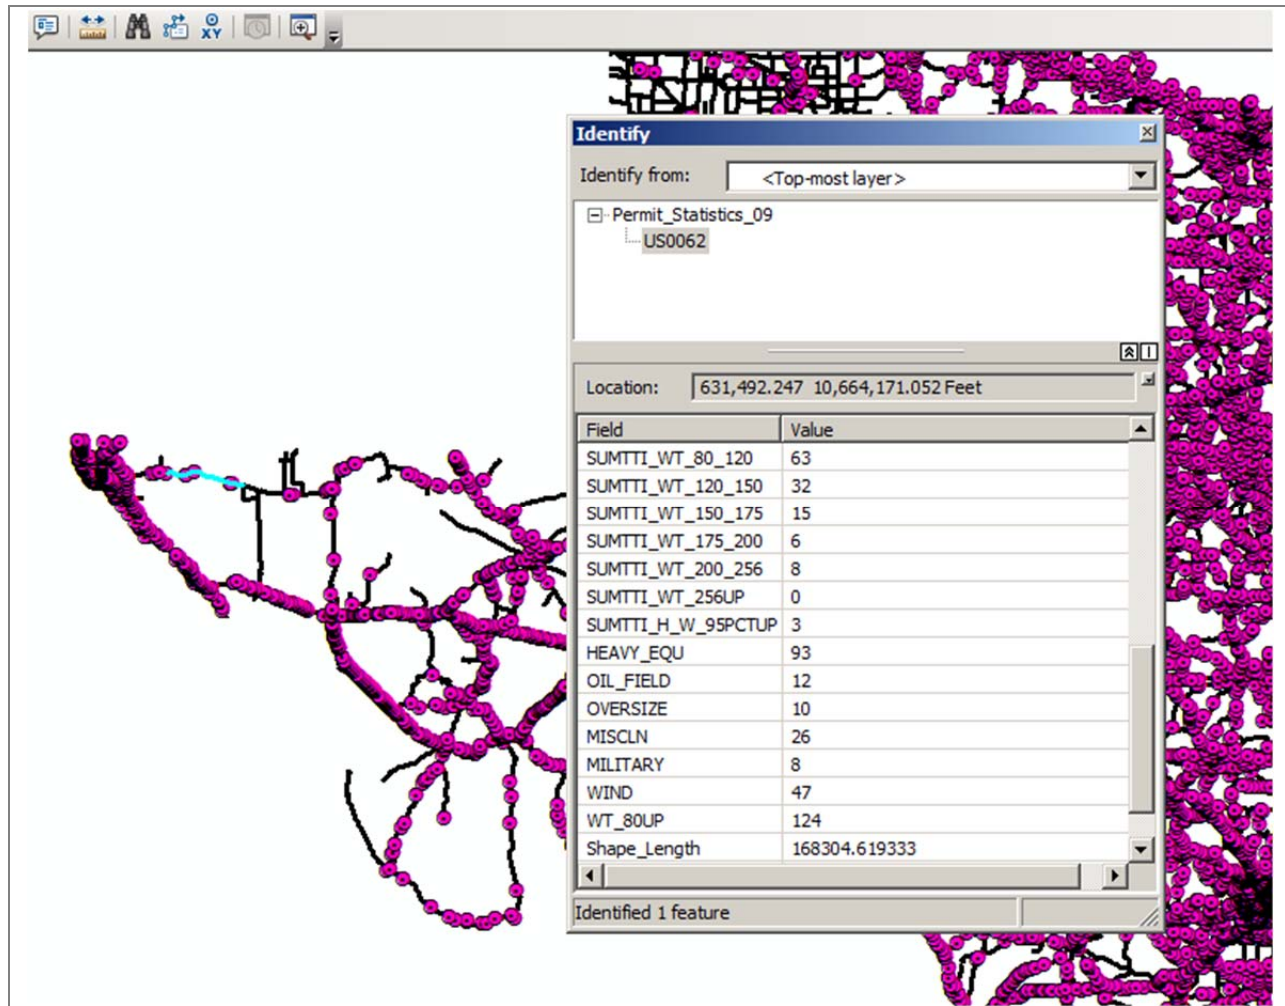 XY
Identify
Identify from: <Top-most layer>
Permit_Statistics_09
US0062
Location: 631,492.247 10,664,171.052 Feet
Field Value
SUMTTI_WT_80_120 63
SUMTTI_WT_120_150 32
SUMTTI_WT_150_175 15
SUMTTI_WT_175_200 6
SUMTTI_WT_200_256 8
SUMTTI_WT_256UP 0
SUMTTI_H_W_95PCTUP 3
HEAVY_EQU 93
OIL_FIELD 12
OVERSIZE 10
MISCLN 26
MILITARY 8
WIND 47
WT_80UP 124
Shape_Length 168304.619333
Identified 1 feature